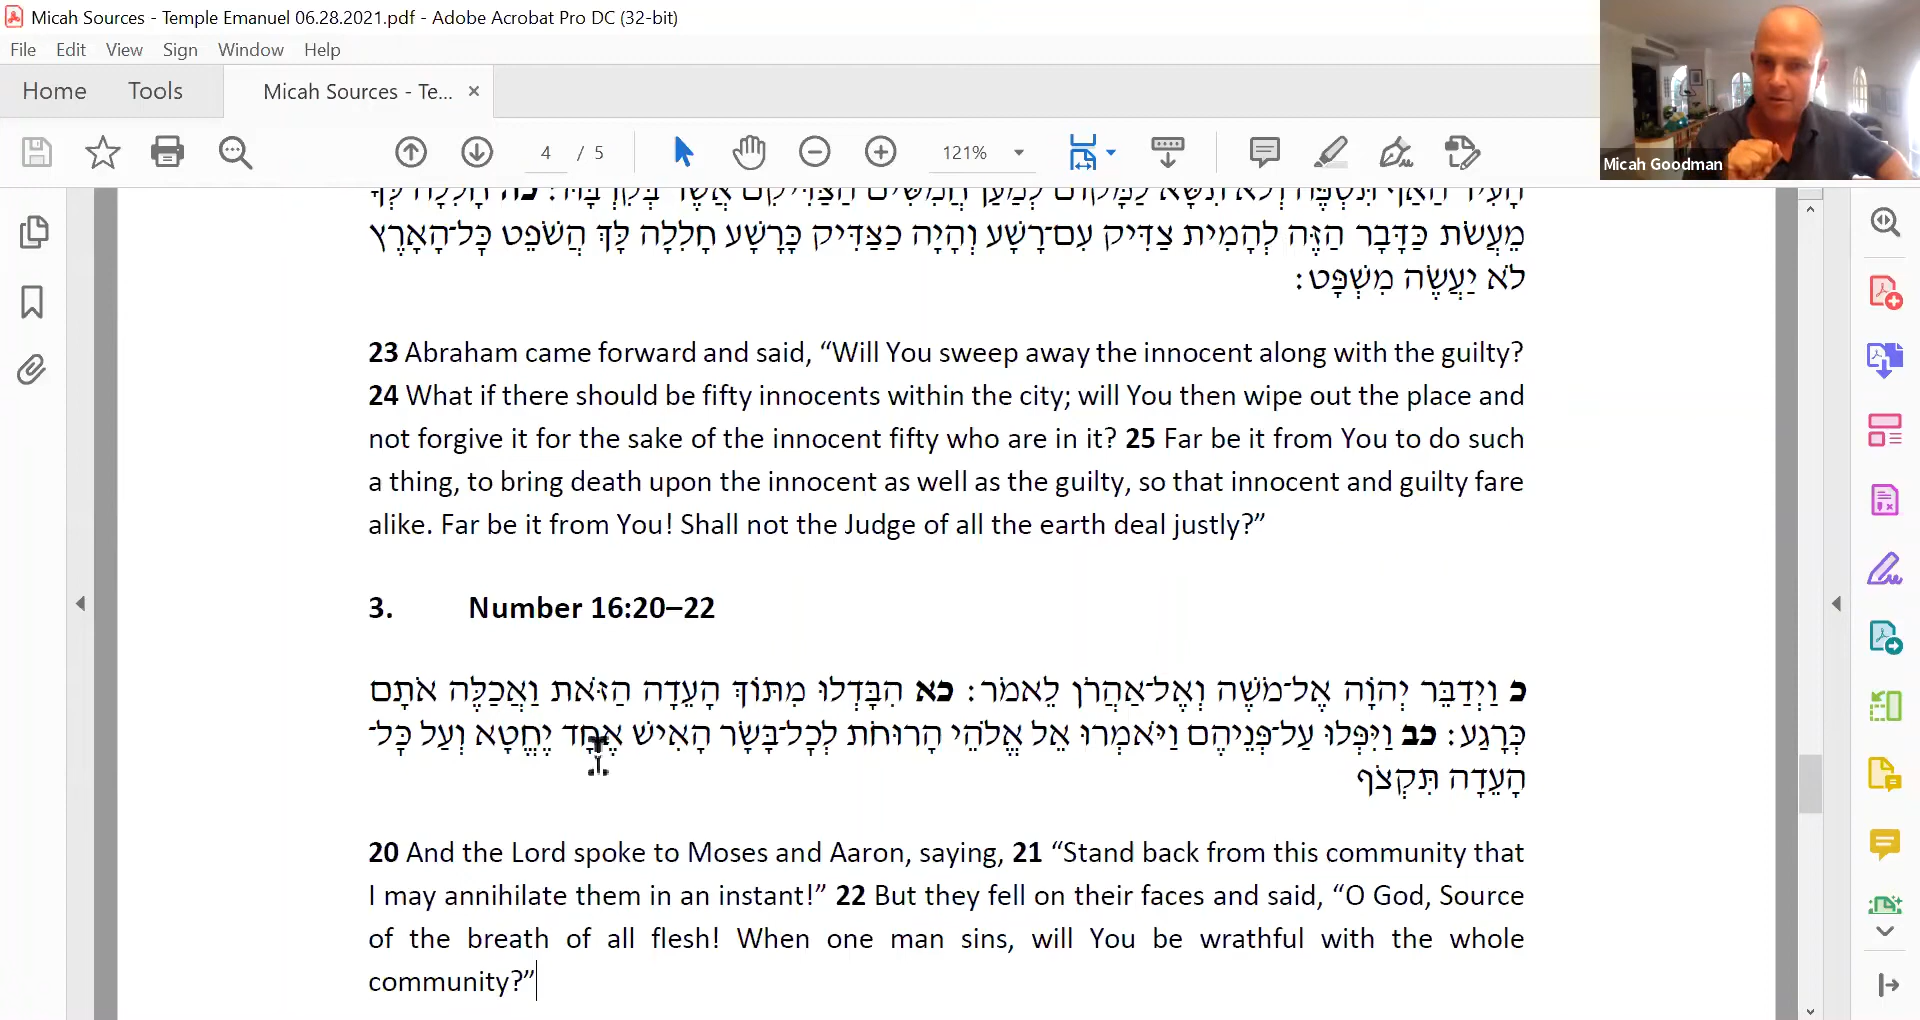 Micah Sources - Temple Emanuel 06.28.2021.pdf - Adobe Acrobat Pro DC (32-bit)
File Edit View Sign Window Help
Home Tools Micah Sources - Te... ×
4 / 5 121%
Micah Goodman
הָעִיר הַאַף תִּסְפֶּה וְלֹא תִשָּׂא לַמָּקוֹם לְמַעַן חֲמִשִּׁים הַצַּדִּיקִם אֲשֶׁר בְּקִרְבָּהּ׃ כה חָלִלָה לְּךָ
מֵעֲשֹׂת כַּדָּבָר הַזֶּה לְהָמִית צַדִּיק עִם־רָשָׁע וְהָיָה כַצַּדִּיק כָּרָשָׁע חָלִלָה לָּךְ הֲשֹׁפֵט כָּל־הָאָרֶץ
לֹא יַעֲשֶׂה מִשְׁפָּט׃
23 Abraham came forward and said, “Will You sweep away the innocent along with the guilty?
24 What if there should be fifty innocents within the city; will You then wipe out the place and
not forgive it for the sake of the innocent fifty who are in it? 25 Far be it from You to do such
a thing, to bring death upon the innocent as well as the guilty, so that innocent and guilty fare
alike. Far be it from You! Shall not the Judge of all the earth deal justly?”
3. Number 16:20–22
כ וַיְדַבֵּר יְהוָֹה אֶל־מֹשֶׁה וְאֶל־אַהֲרֹן לֵאמֹר׃ כא הִבָּדְלוּ מִתּוֹךְ הָעֵדָה הַזֹּאת וַאֲכַלֶּה אֹתָם
כְּרָגַע׃ כב וַיִּפְּלוּ עַל־פְּנֵיהֶם וַיֹּאמְרוּ אֵל אֱלֹהֵי הָרוּחֹת לְכָל־בָּשָׂר הָאִישׁ אֶחָד יֶחֱטָא וְעַל כָּל־
הָעֵדָה תִּקְצֹף
20 And the Lord spoke to Moses and Aaron, saying, 21 “Stand back from this community that
I may annihilate them in an instant!” 22 But they fell on their faces and said, “O God, Source
of the breath of all flesh! When one man sins, will You be wrathful with the whole
community?”